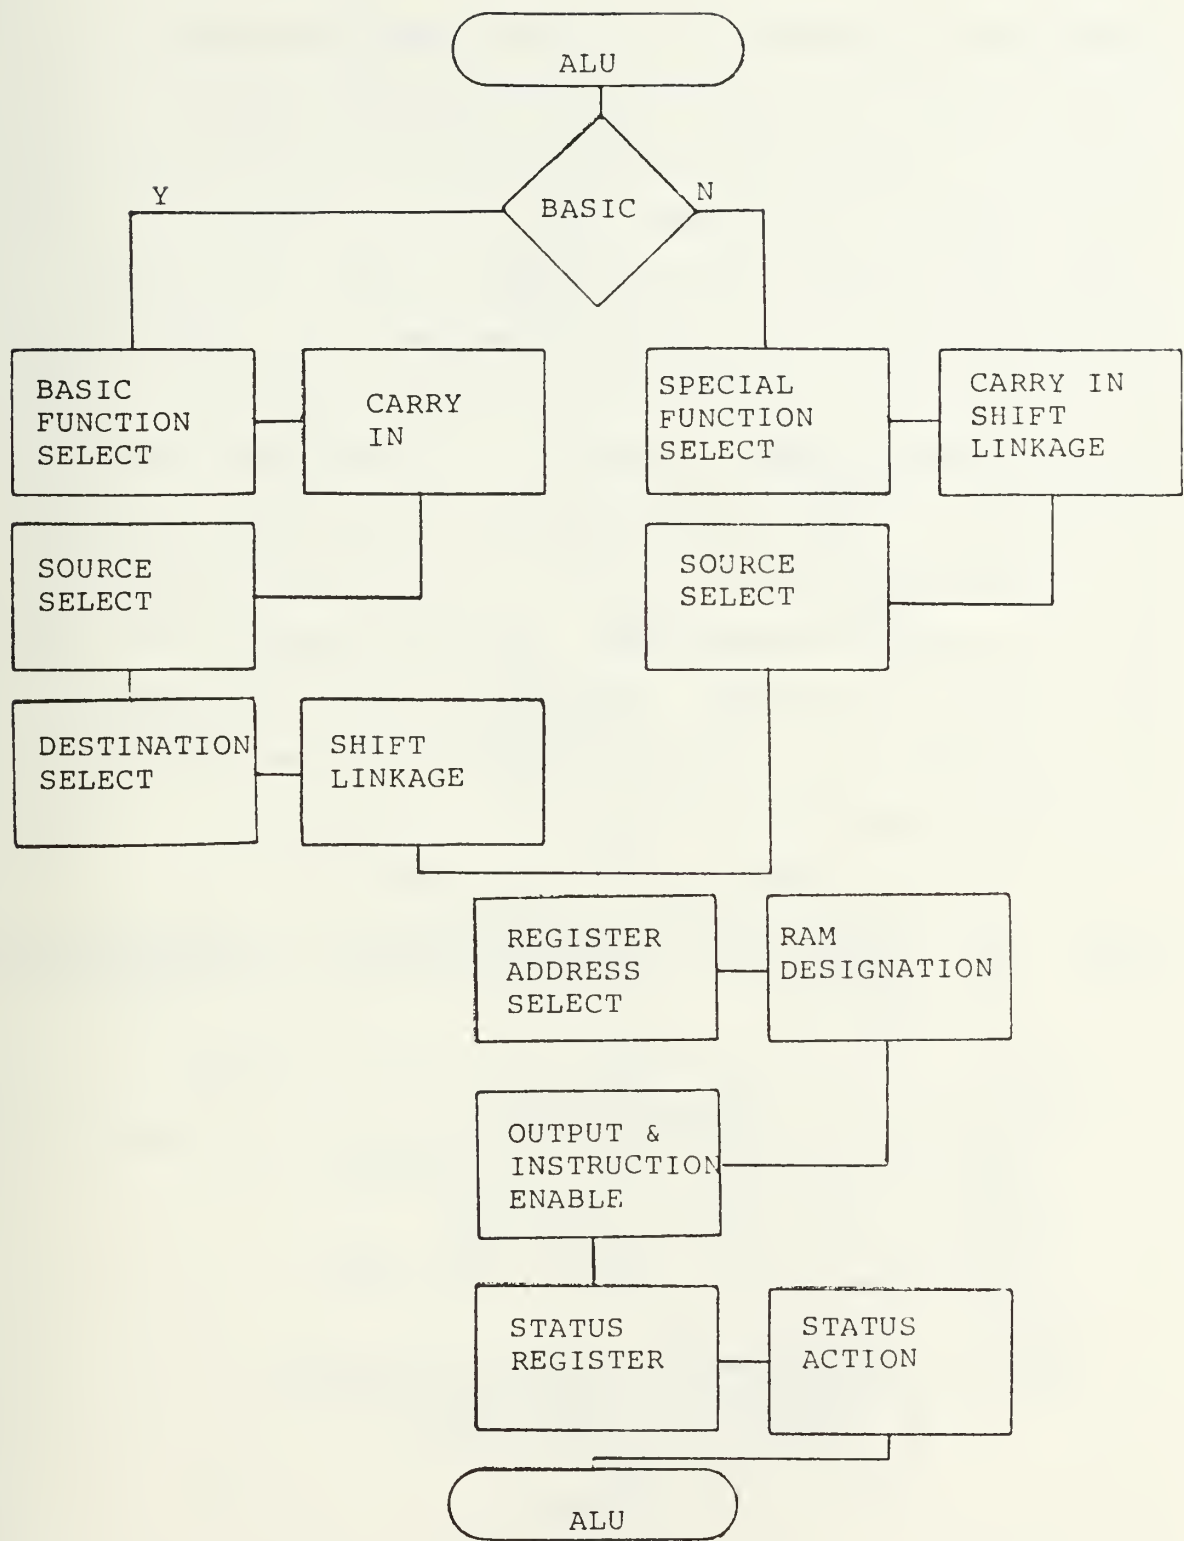 ALU
BASIC
Y
N
BASIC
FUNCTION
SELECT
CARRY
IN
SPECIAL
FUNCTION
SELECT
CARRY IN
SHIFT
LINKAGE
SOURCE
SELECT
SOURCE
SELECT
DESTINATION
SELECT
SHIFT
LINKAGE
REGISTER
ADDRESS
SELECT
RAM
DESIGNATION
OUTPUT &
INSTRUCTION
ENABLE
STATUS
REGISTER
STATUS
ACTION
ALU